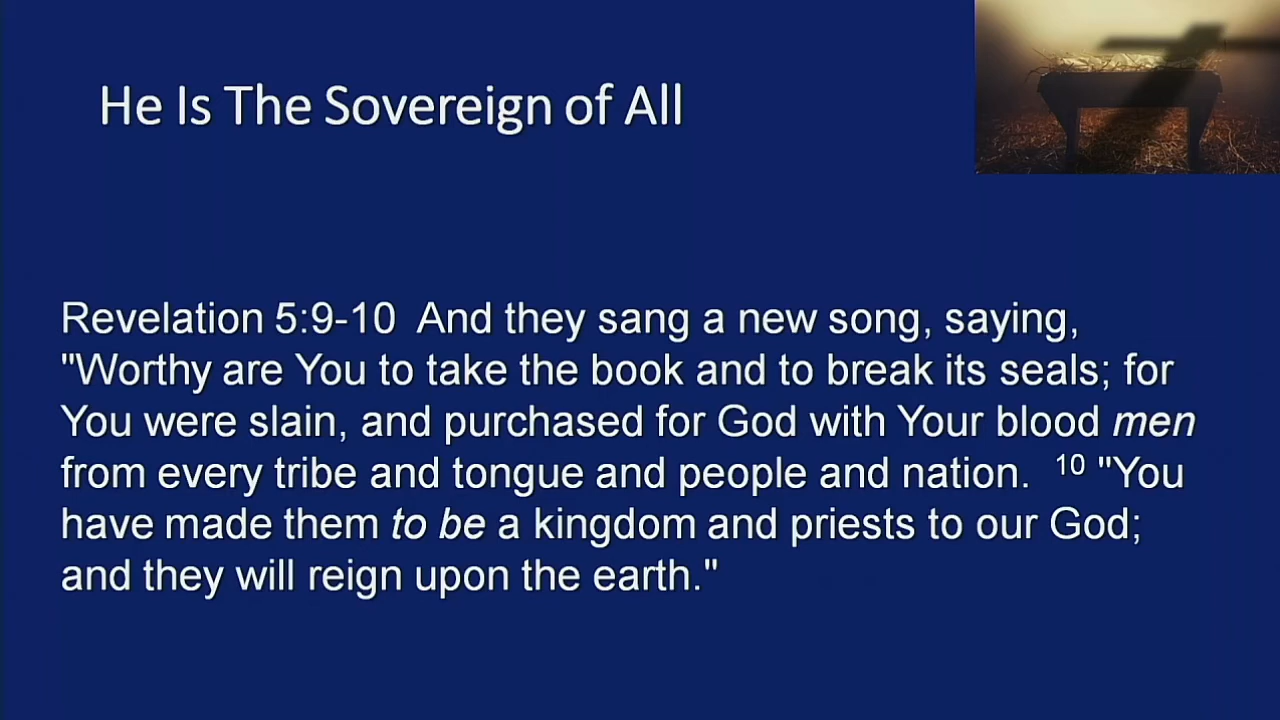 He Is The Sovereign of All
Revelation 5:9-10  And they sang a new song, saying,
"Worthy are You to take the book and to break its seals; for
You were slain, and purchased for God with Your blood men
from every tribe and tongue and people and nation.  10 "You
have made them to be a kingdom and priests to our God;
and they will reign upon the earth."